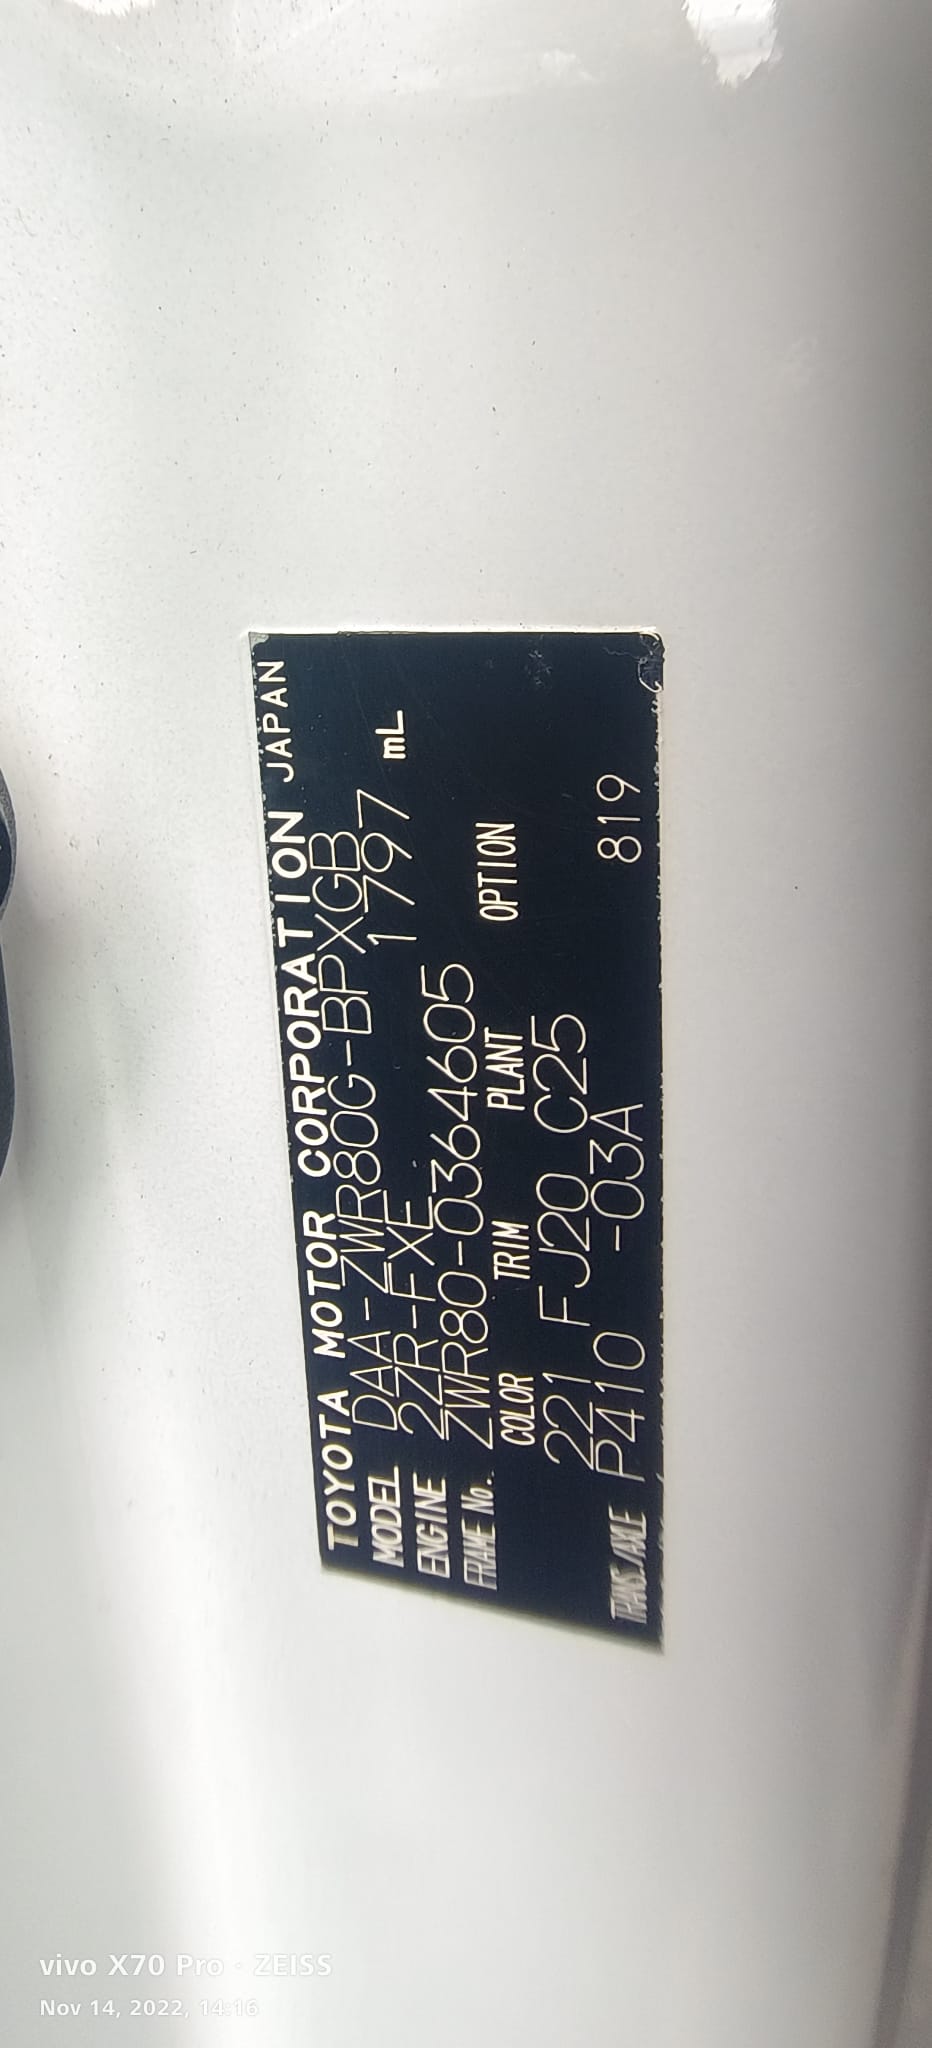 TOYOTA MOTOR CORPORATION JAPAN
MODEL DAA-ZWR80G-BPXGB
ENGINE 2ZR-FXE 1797 mL
FRAME No. ZWR80-0364605
COLOR TRIM PLANT OPTION
221 FJ20 C25
TRANS./AXLE P410 -03A 819
vivo X70 Pro · ZEISS
Nov 14, 2022, 14:16